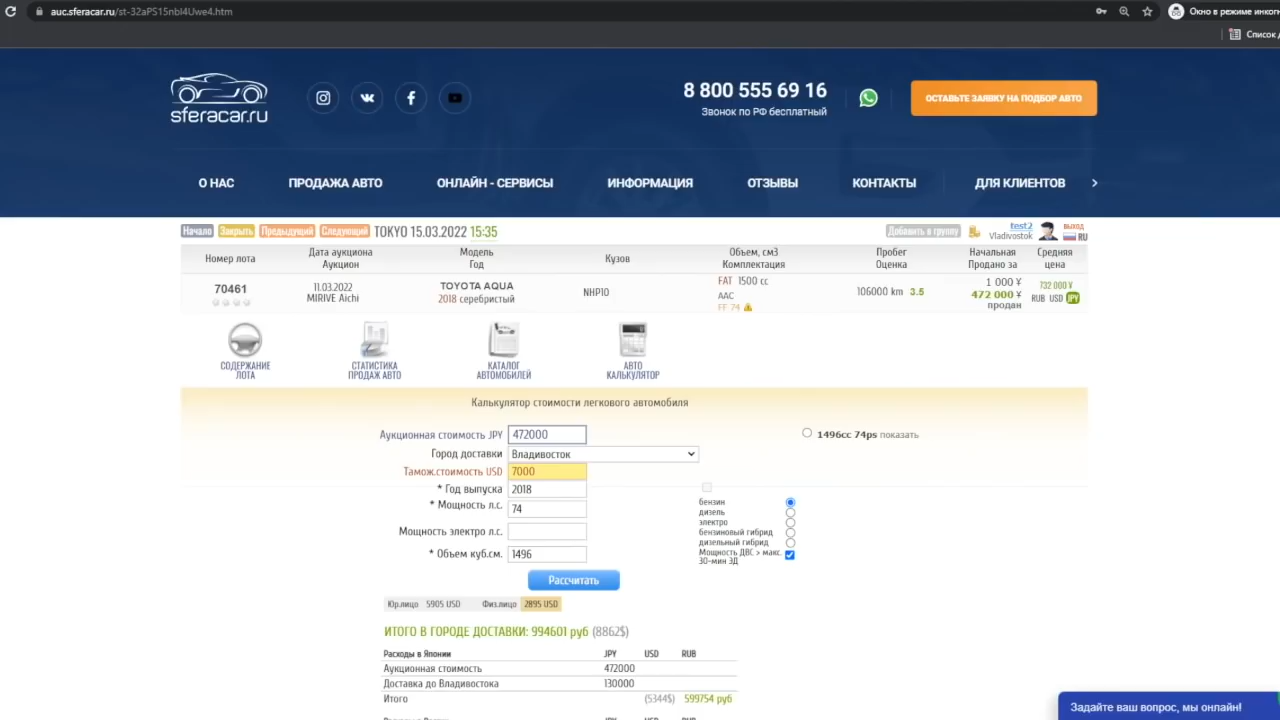 auc.sferacar.ru/st-32aPS15nbI4Uwe4.htm
Окно в режиме инкогн
Список д
sferacar.ru
8 800 555 69 16
Звонок по РФ бесплатный
ОСТАВЬТЕ ЗАЯВКУ НА ПОДБОР АВТО
О НАС ПРОДАЖА АВТО ОНЛАЙН - СЕРВИСЫ ИНФОРМАЦИЯ ОТЗЫВЫ КОНТАКТЫ ДЛЯ КЛИЕНТОВ
Начало Закрыть Предыдущий Следующий TOKYO 15.03.2022 15:35 Добавить в группу test2 выход
Vladivostok RU
Номер лота Дата аукциона Модель Кузов Объем, см3 Пробег Начальная Средняя
Аукцион Год Комплектация Оценка Продано за цена
70461 11.03.2022 TOYOTA AQUA NHP10 FAT 1500 cc 106000 km 3.5 1 000 ¥ 732 000 ¥
MIRIVE Aichi 2018 серебристый AAC 472 000 ¥ RUB USD JPY
FF 74 продан
СОДЕРЖАНИЕ СТАТИСТИКА КАТАЛОГ АВТО
ЛОТА ПРОДАЖ АВТО АВТОМОБИЛЕЙ КАЛЬКУЛЯТОР
Калькулятор стоимости легкового автомобиля
Аукционная стоимость JPY 472000 1496cc 74ps показать
Город доставки Владивосток
Тамож.стоимость USD 7000
* Год выпуска 2018
* Мощность л.с. 74
Мощность электро л.с.
* Объем куб.см. 1496
бензин
дизель
электро
бензиновый гибрид
дизельный гибрид
Мощность ДВС > макс.
30-мин ЭД
Рассчитать
Юр.лицо 5905 USD Физ.лицо 2895 USD
ИТОГО В ГОРОДЕ ДОСТАВКИ: 994601 руб (8862$)
Расходы в Японии JPY USD RUB
Аукционная стоимость 472000
Доставка до Владивостока 130000
Итого (5344$) 599754 руб
Задайте ваш вопрос, мы онлайн!